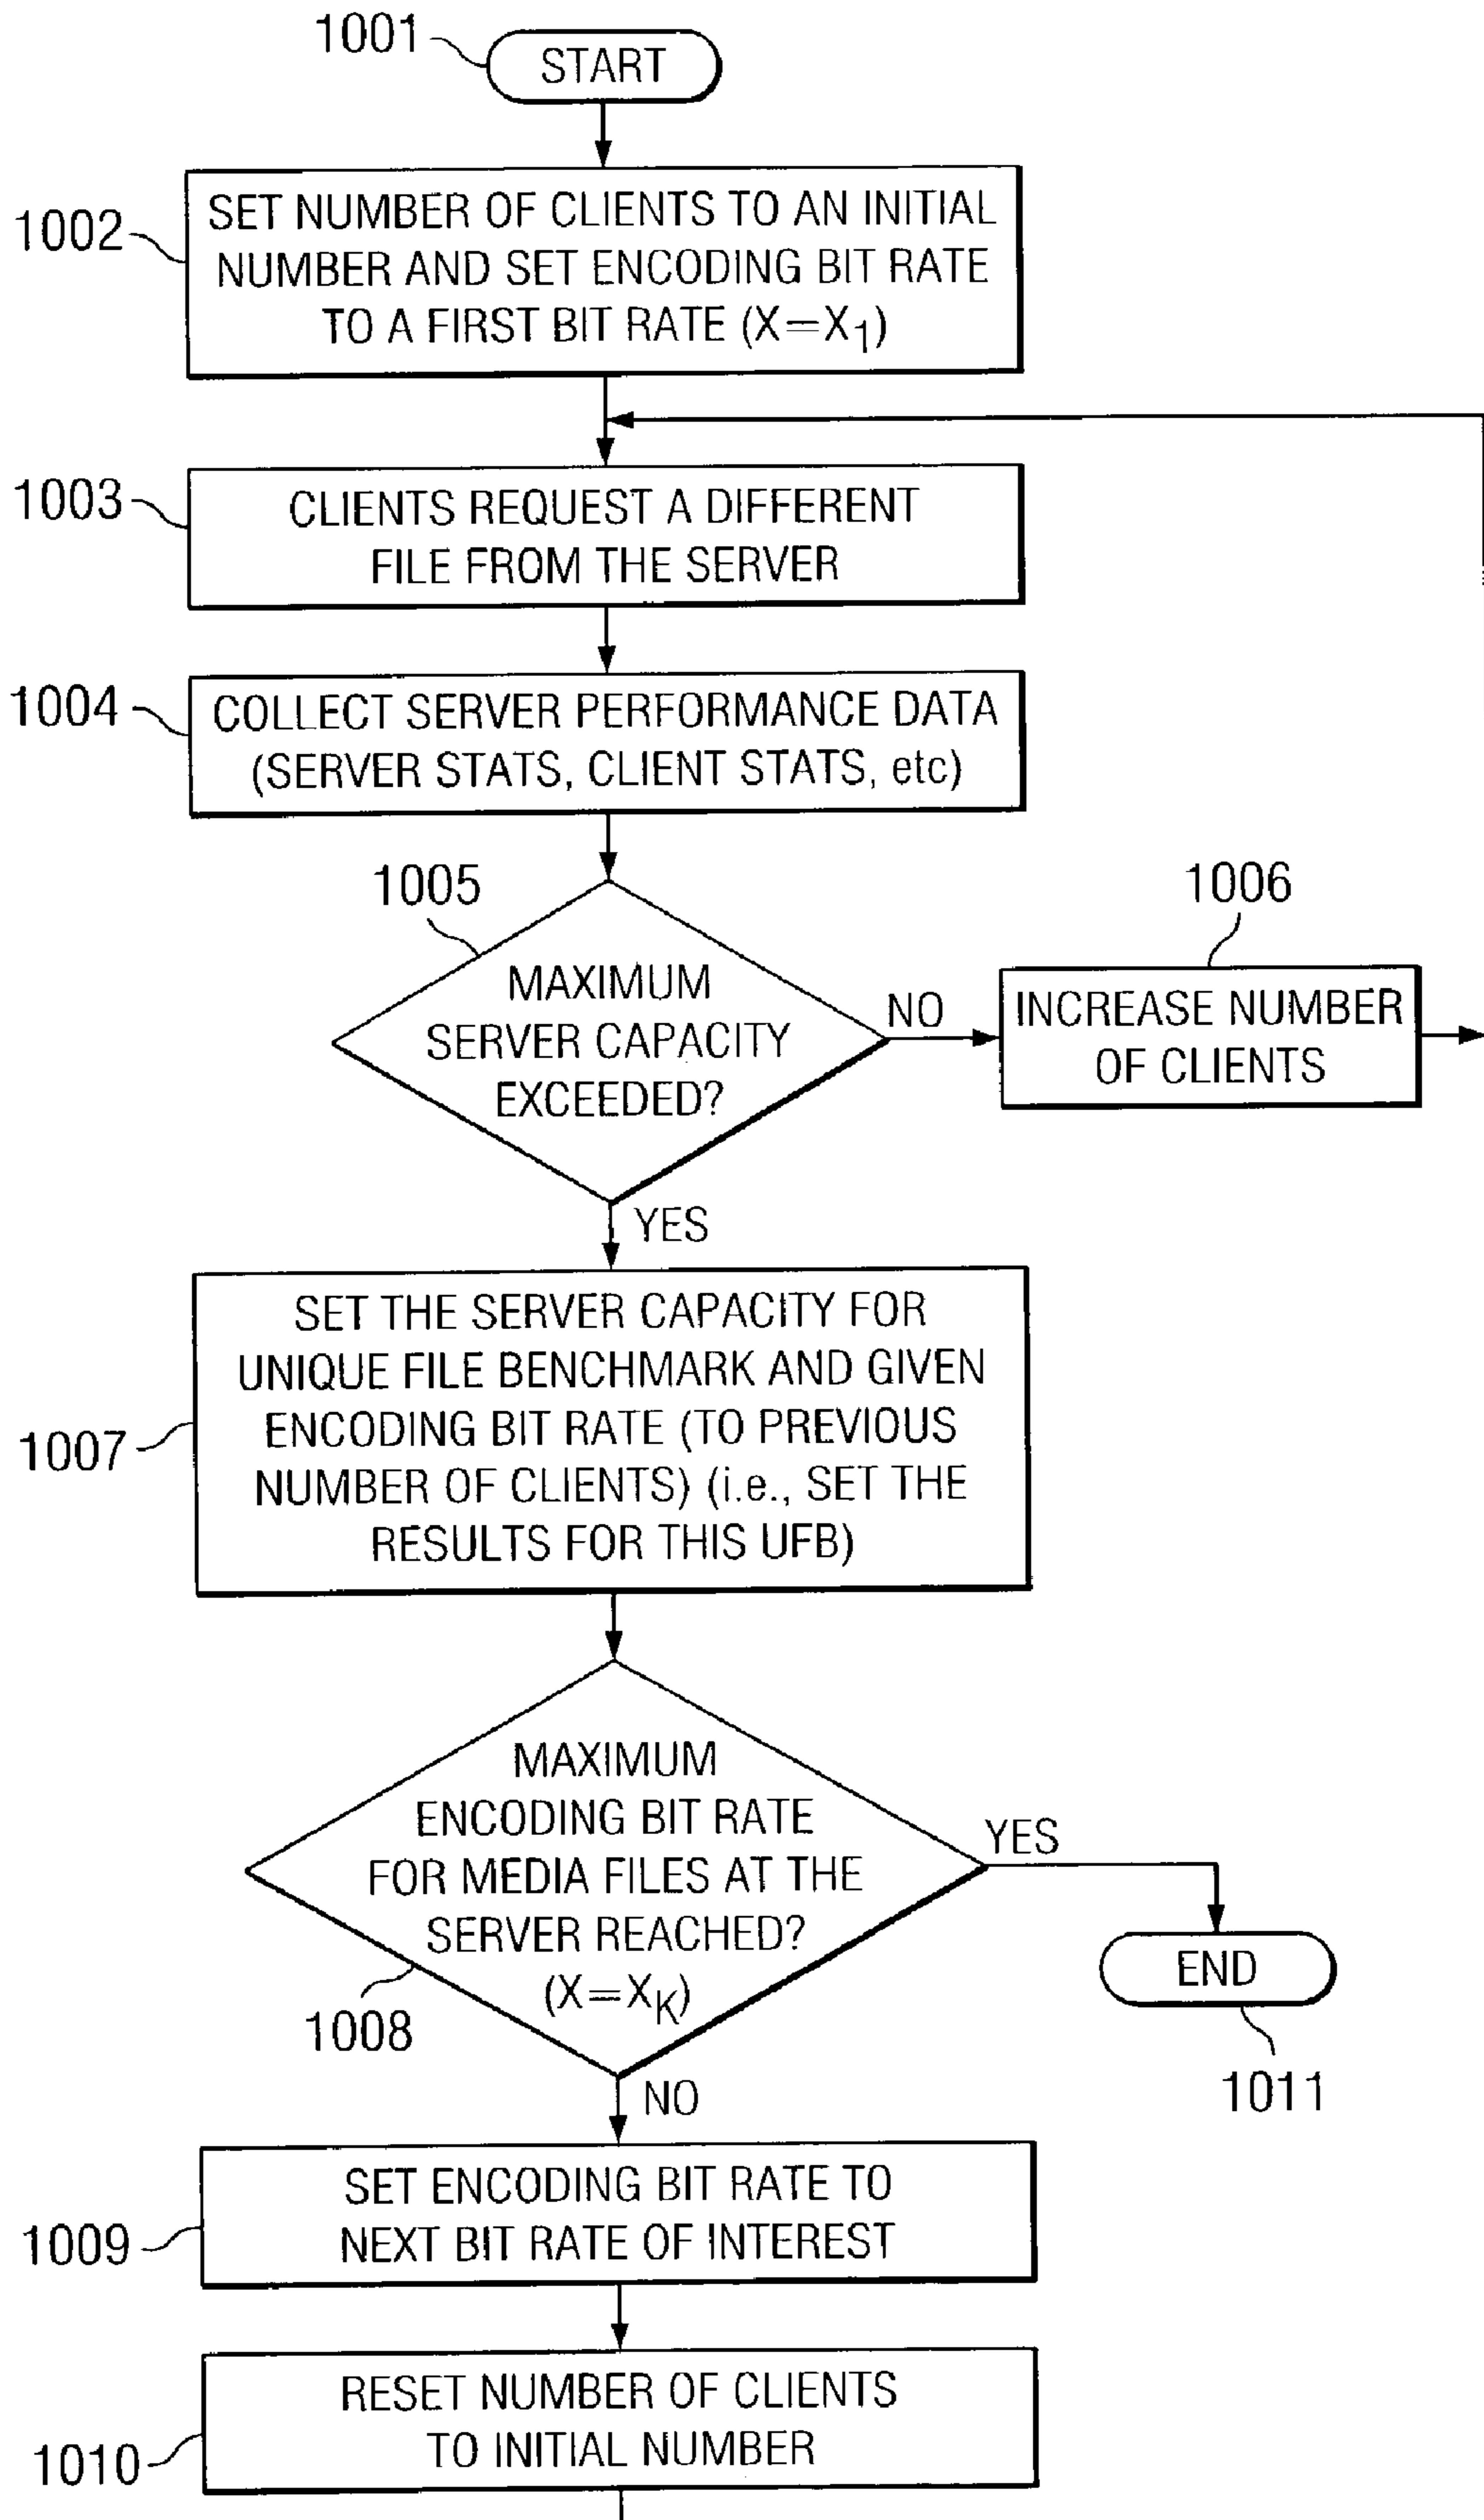 1001
START
1002
SET NUMBER OF CLIENTS TO AN INITIAL
NUMBER AND SET ENCODING BIT RATE
TO A FIRST BIT RATE (X=X1)
1003
CLIENTS REQUEST A DIFFERENT
FILE FROM THE SERVER
1004
COLLECT SERVER PERFORMANCE DATA
(SERVER STATS, CLIENT STATS, etc)
1005
MAXIMUM
SERVER CAPACITY
EXCEEDED?
NO
1006
INCREASE NUMBER
OF CLIENTS
YES
1007
SET THE SERVER CAPACITY FOR
UNIQUE FILE BENCHMARK AND GIVEN
ENCODING BIT RATE (TO PREVIOUS
NUMBER OF CLIENTS) (i.e., SET THE
RESULTS FOR THIS UFB)
MAXIMUM
ENCODING BIT RATE
FOR MEDIA FILES AT THE
SERVER REACHED?
(X=XK)
1008
YES
END
1011
NO
1009
SET ENCODING BIT RATE TO
NEXT BIT RATE OF INTEREST
1010
RESET NUMBER OF CLIENTS
TO INITIAL NUMBER